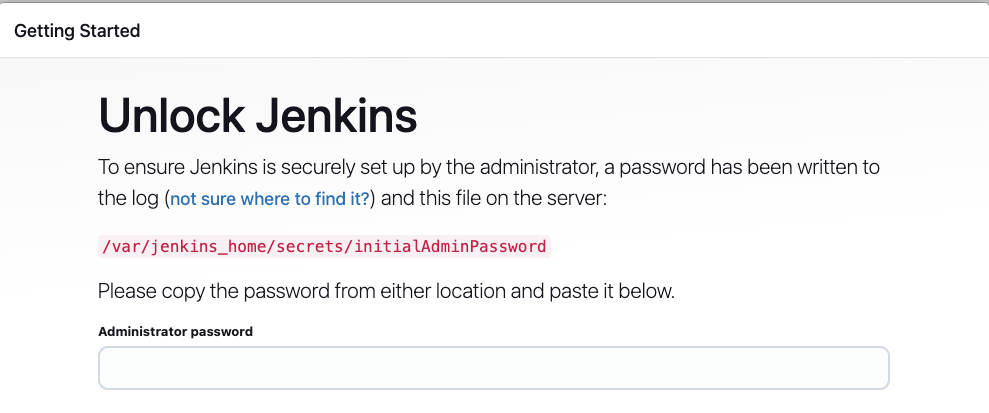 Getting Started
Unlock Jenkins
To ensure Jenkins is securely set up by the administrator, a password has been written to
the log (not sure where to find it?) and this file on the server:
/var/jenkins_home/secrets/initialAdminPassword
Please copy the password from either location and paste it below.
Administrator password